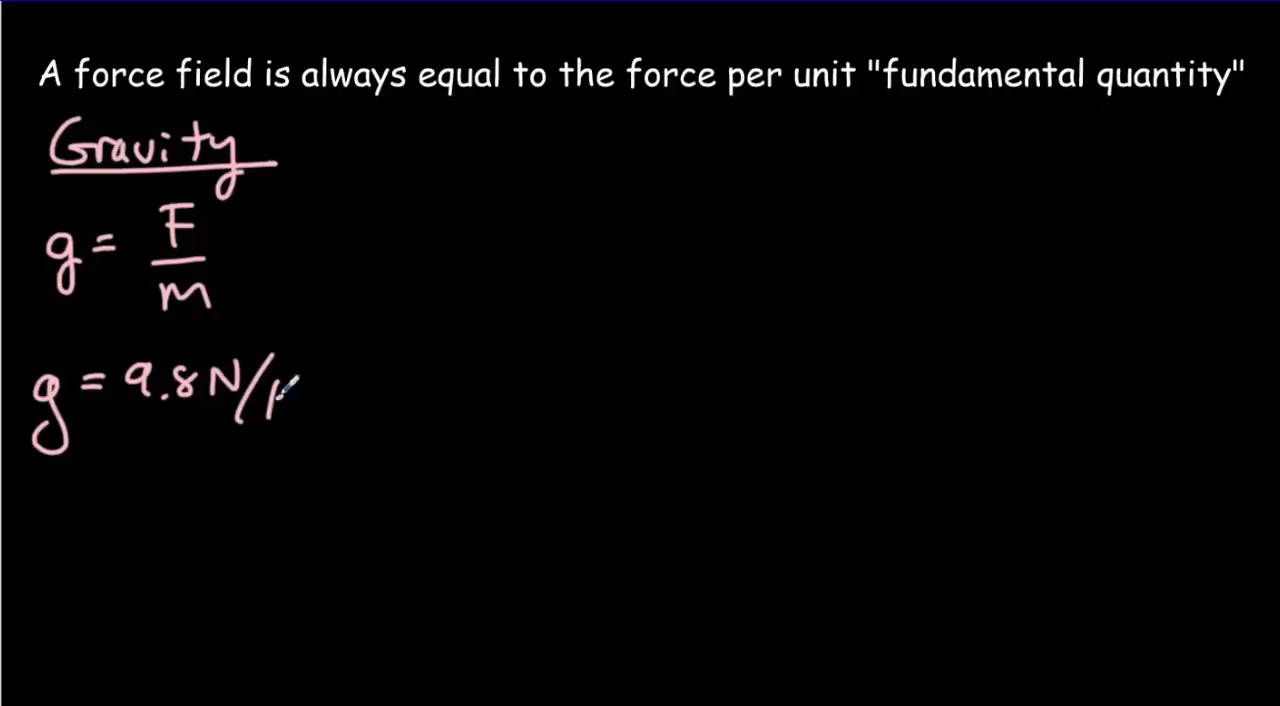 A force field is always equal to the force per unit "fundamental quantity"
Gravity
g = F
m
g = 9.8 N/